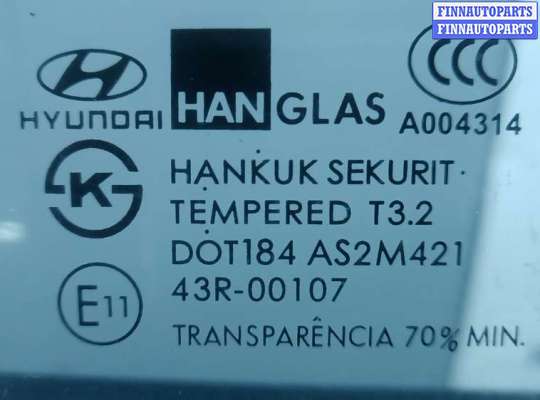 FINNAUTOPARTS
FINNAUTOPARTS
HYUNDAI HANGLAS CCC A004314
KS HANKUK SEKURIT·
TEMPERED T3.2
DOT184 AS2M421
E11 43R-00107
TRANSPARÊNCIA 70% MIN.